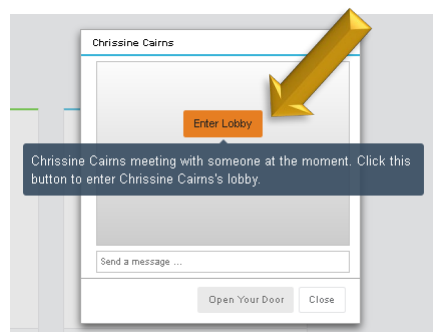 Chrissine Cairns
Enter Lobby
Chrissine Cairns meeting with someone at the moment. Click this
button to enter Chrissine Cairns's lobby.
Send a message ...
Open Your Door
Close